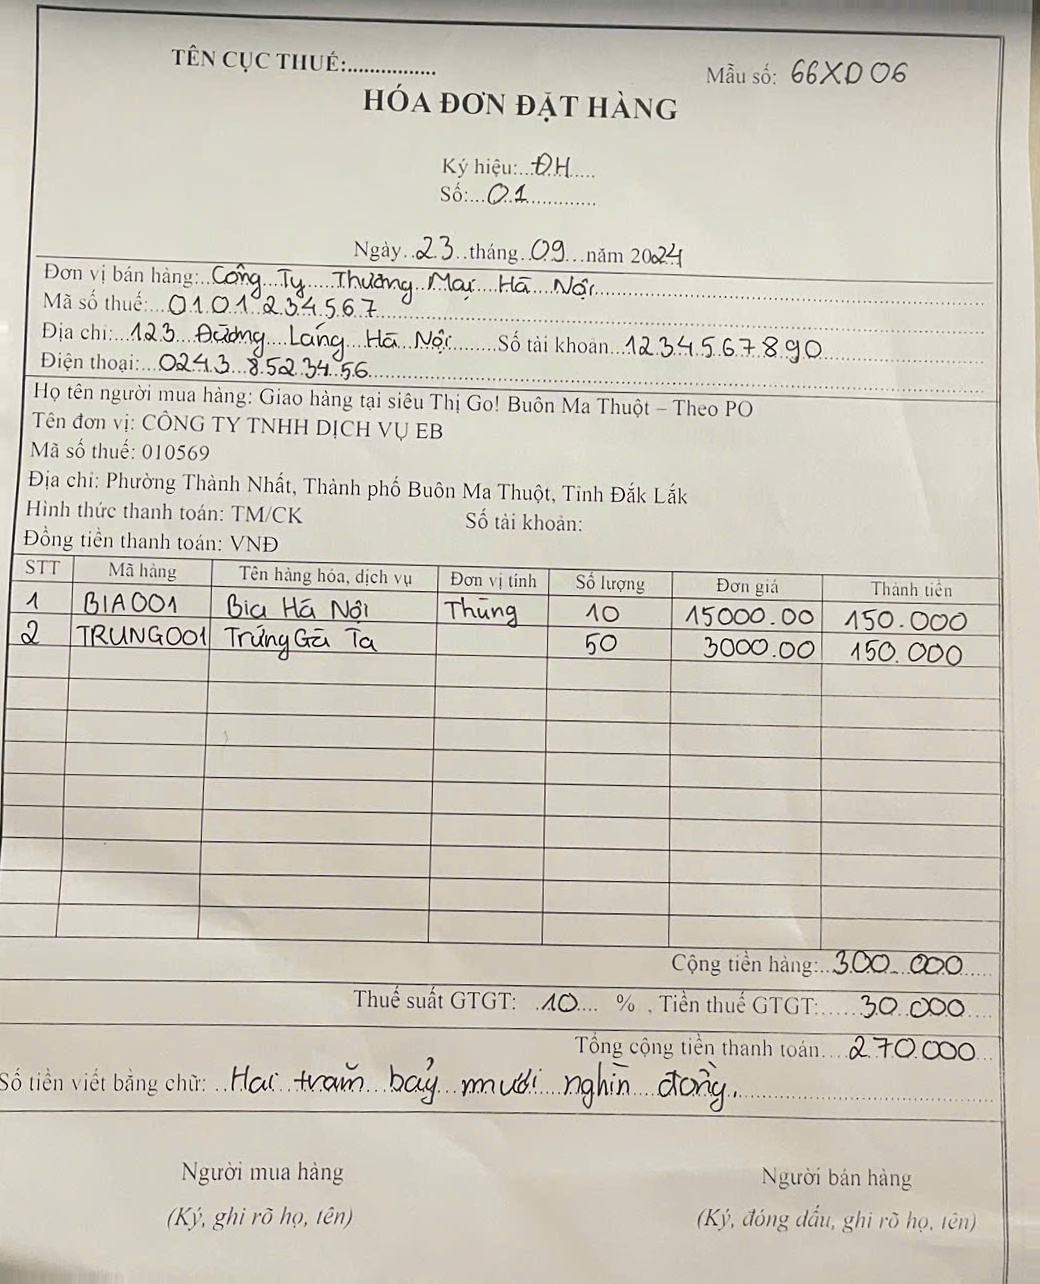 TÊN CỤC THUẾ:................
Mẫu số: 66XD06
HÓA ĐƠN ĐẶT HÀNG
Ký hiệu:...ĐH.....
Số:...01.............
Ngày..23..tháng..09...năm 2024
Đơn vị bán hàng:...Công Ty Thương Mại Hà Nội
Mã số thuế:...0101234567
Địa chỉ:...123 Đường Láng Hà Nội........Số tài khoản...1234567890
Điện thoại:...0243 8523456
Họ tên người mua hàng: Giao hàng tại siêu Thị Go! Buôn Ma Thuột – Theo PO
Tên đơn vị: CÔNG TY TNHH DỊCH VỤ EB
Mã số thuế: 010569
Địa chỉ: Phường Thành Nhất, Thành phố Buôn Ma Thuột, Tỉnh Đắk Lắk
Hình thức thanh toán: TM/CK Số tài khoản:
Đồng tiền thanh toán: VNĐ
STT Mã hàng Tên hàng hóa, dịch vụ Đơn vị tính Số lượng Đơn giá Thành tiền
1 BIA001 Bia Hà Nội Thùng 10 15000.00 150.000
2 TRUNG001 Trứng Gà Ta 50 3000.00 150.000
Cộng tiền hàng:..300.000
Thuế suất GTGT: .10.... % , Tiền thuế GTGT:......30.000
Tổng cộng tiền thanh toán....270.000
Số tiền viết bằng chữ: ..Hai trăm bảy mươi nghìn đồng.
Người mua hàng Người bán hàng
(Ký, ghi rõ họ, tên) (Ký, đóng dấu, ghi rõ họ, tên)